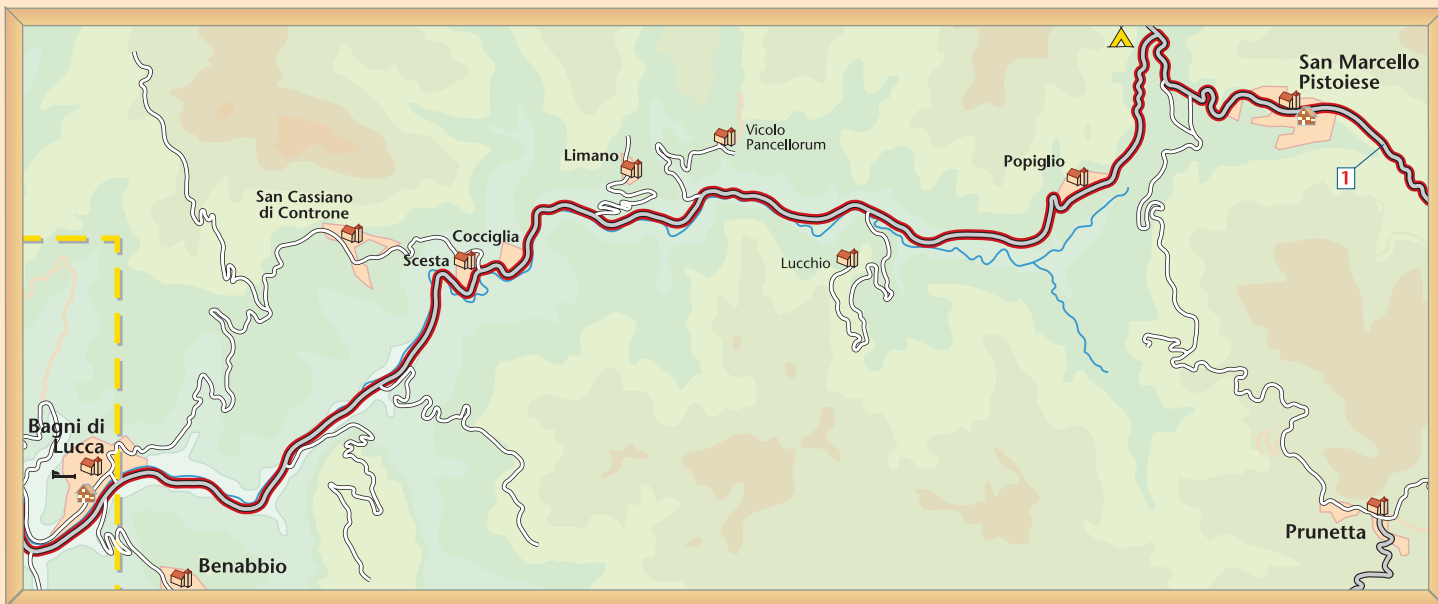 San Marcello
Pistoiese
Vicolo
Pancellorum
Limano
Popiglio
1
San Cassiano
di Controne
Cocciglia
Scesta
Lucchio
Bagni di
Lucca
Prunetta
Benabbio